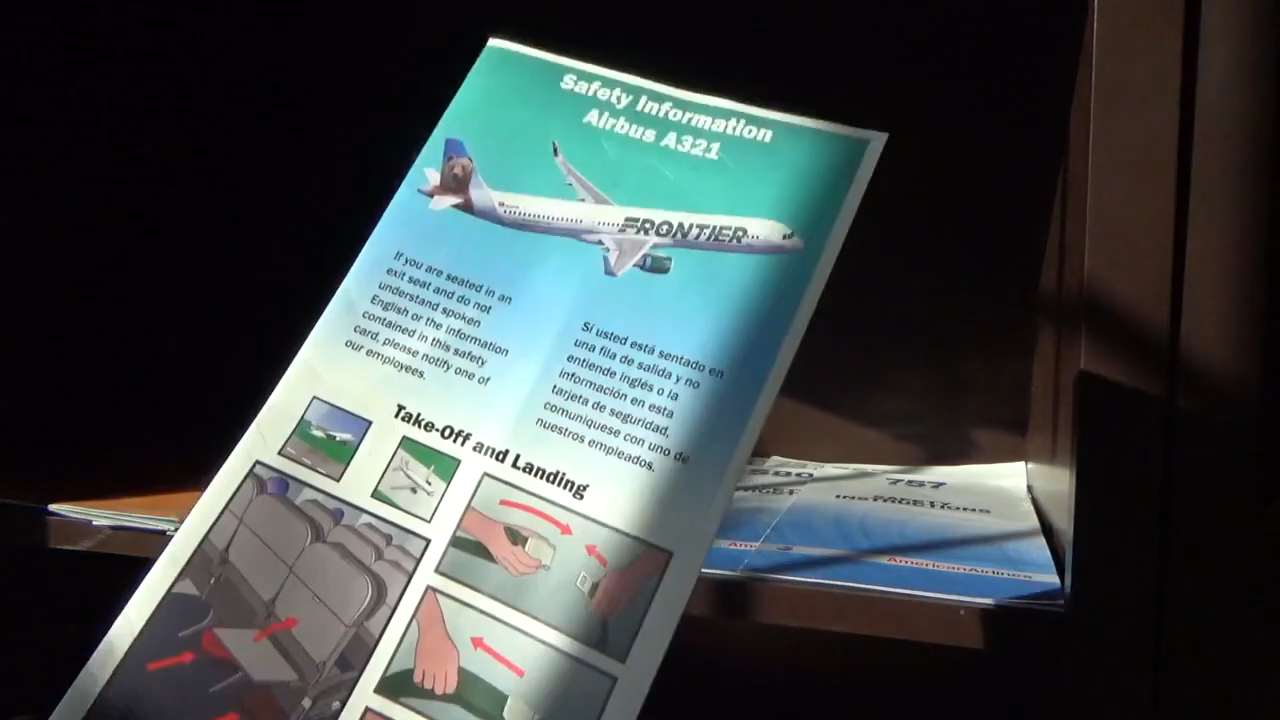 Safety Information
Airbus A321
FRONTIER
If you are seated in an
exit seat and do not
understand spoken
English or the information
contained in this safety
card, please notify one of
our employees.
Si usted está sentado en
una fila de salida y no
entiende inglés o la
información en esta
tarjeta de seguridad,
comuníquese con uno de
nuestros empleados.
Take-Off and Landing
757
SAFETY
INSTRUCTIONS
AmericanAirlines